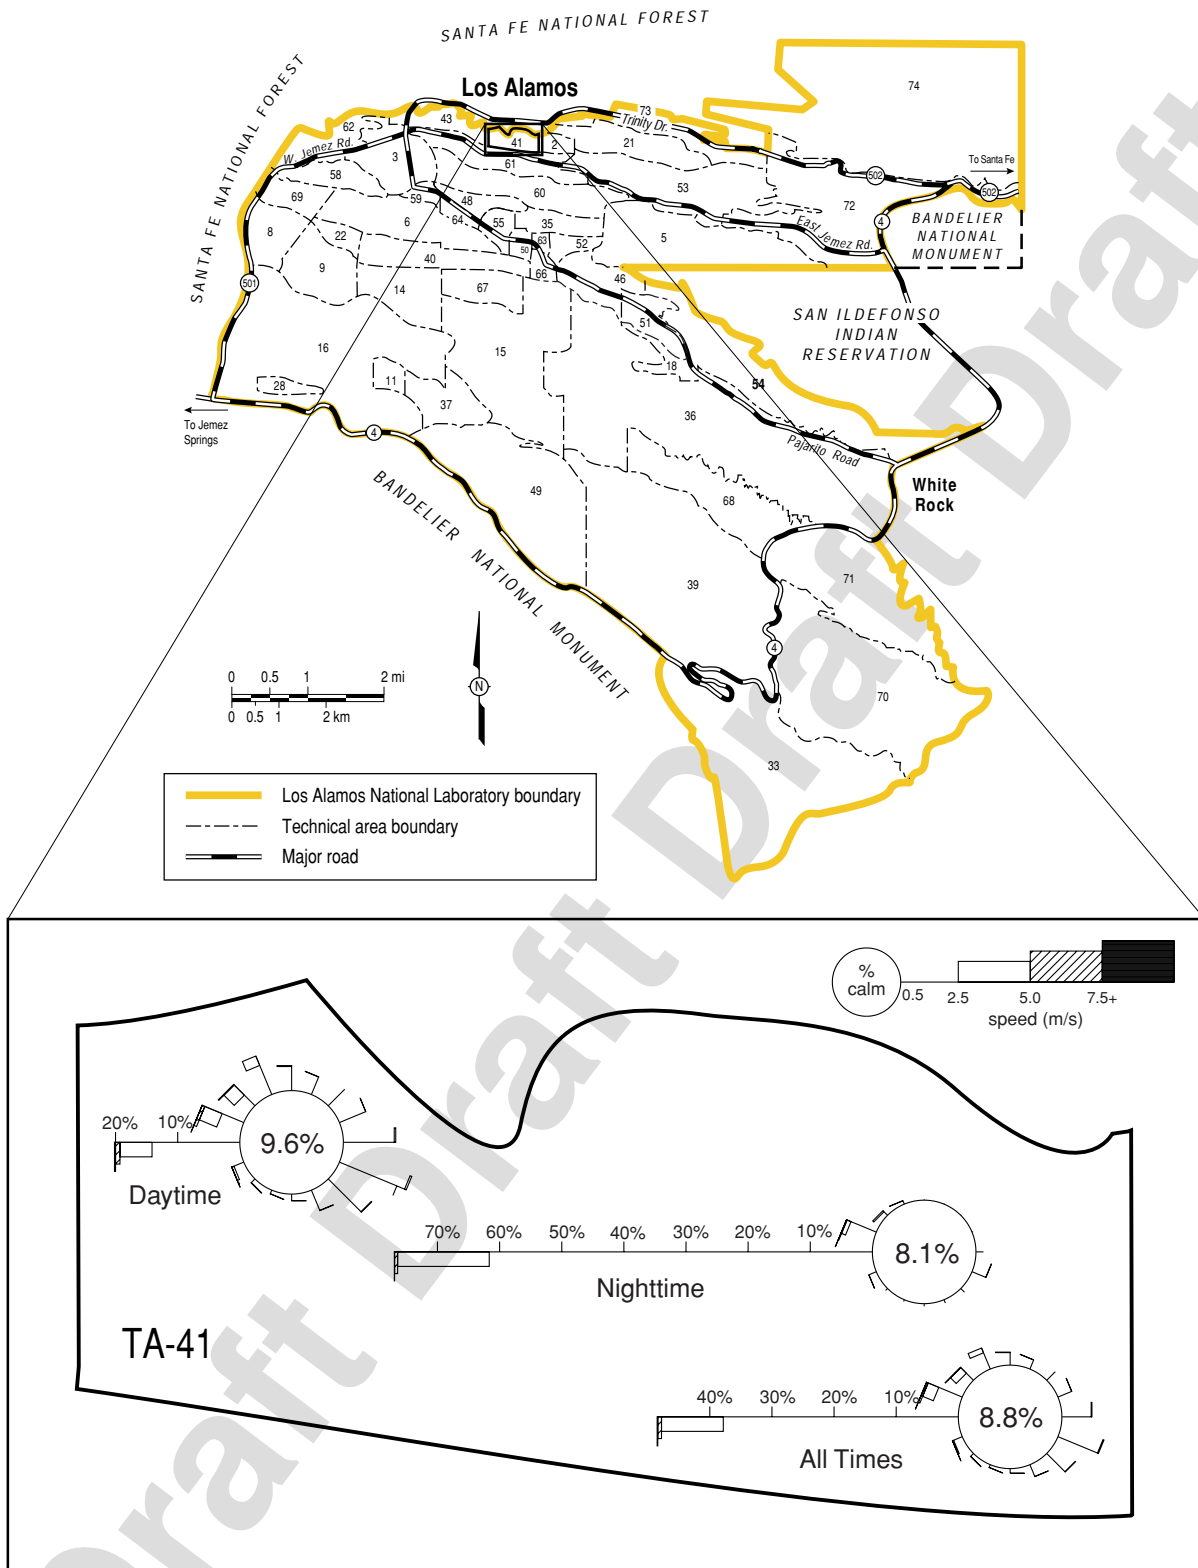 SANTA FE NATIONAL FOREST
SANTA FE NATIONAL FOREST
Los Alamos
74
73
Trinity Dr.
62
43
41
2
21
To Santa Fe
W. Jemez Rd.
3
61
502
502
58
53
69
59
48
60
72
4
BANDELIER
NATIONAL
MONUMENT
8
6
64
55
35
East Jemez Rd.
22
63
52
5
50
9
40
66
46
501
14
67
SAN ILDEFONSO
INDIAN
RESERVATION
51
16
15
18
54
28
11
37
36
To Jemez
Springs
4
Pajarito Road
BANDELIER NATIONAL MONUMENT
49
68
White
Rock
39
71
4
70
33
0 0.5 1 2 mi
0 0.5 1 2 km
N
Los Alamos National Laboratory boundary
Technical area boundary
Major road
%
calm
0.5 2.5 5.0 7.5+
speed (m/s)
20% 10%
9.6%
Daytime
70% 60% 50% 40% 30% 20% 10%
8.1%
Nighttime
TA-41
40% 30% 20% 10%
8.8%
All Times
Draft Draft Draft
Draft Draft Draft